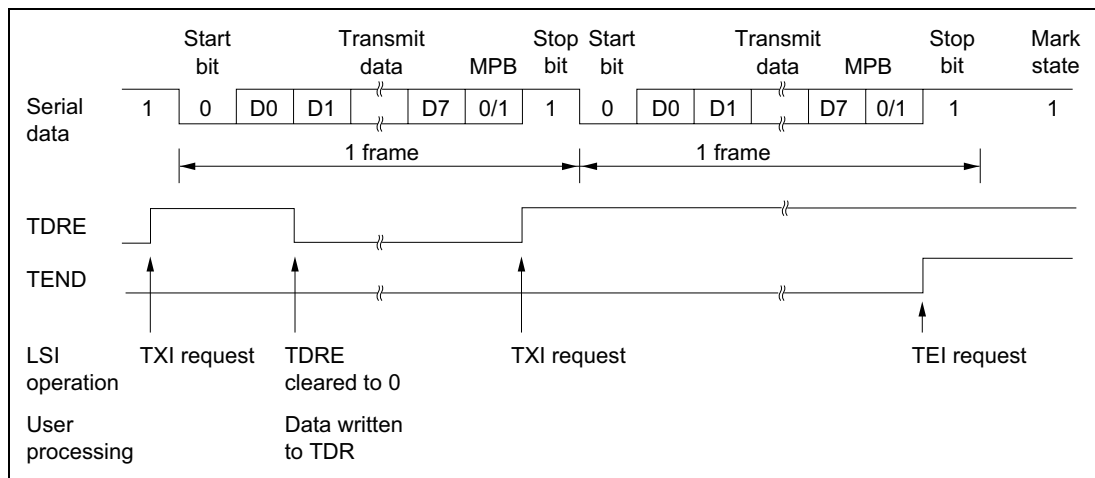 Start bit Transmit data MPB Stop bit Start bit Transmit data MPB Stop bit Mark state
Serial data 1 0 D0 D1 D7 0/1 1 0 D0 D1 D7 0/1 1 1
1 frame 1 frame
TDRE
TEND
LSI operation TXI request TDRE cleared to 0 TXI request TEI request
User processing Data written to TDR